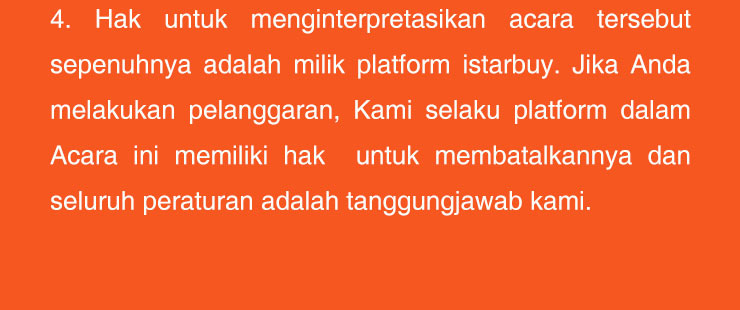 4. Hak untuk menginterpretasikan acara tersebut
sepenuhnya adalah milik platform istarbuy. Jika Anda
melakukan pelanggaran, Kami selaku platform dalam
Acara ini memiliki hak  untuk membatalkannya dan
seluruh peraturan adalah tanggungjawab kami.